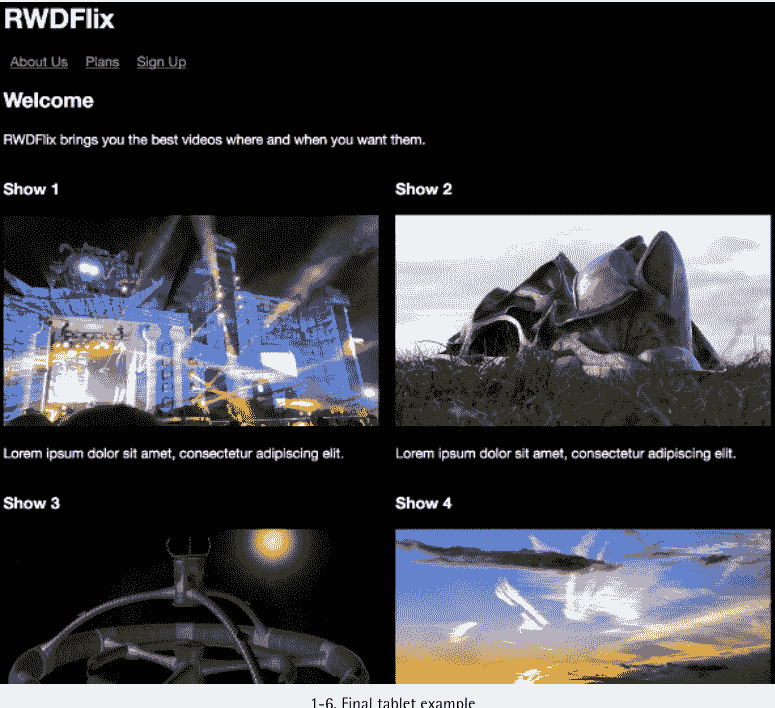 RWDFlix
About Us Plans Sign Up
Welcome
RWDFlix brings you the best videos where and when you want them.
Show 1 Show 2
Lorem ipsum dolor sit amet, consectetur adipiscing elit. Lorem ipsum dolor sit amet, consectetur adipiscing elit.
Show 3 Show 4
1-6. Final tablet example